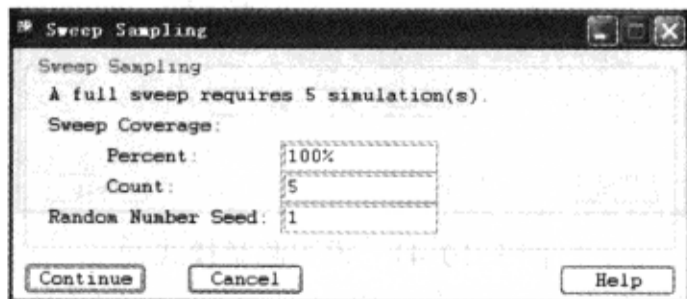 Sweep Sampling
Sweep Sampling
A full sweep requires 5 simulation(s).
Sweep Coverage:
Percent: 100%
Count: 5
Random Number Seed: 1
Continue Cancel Help